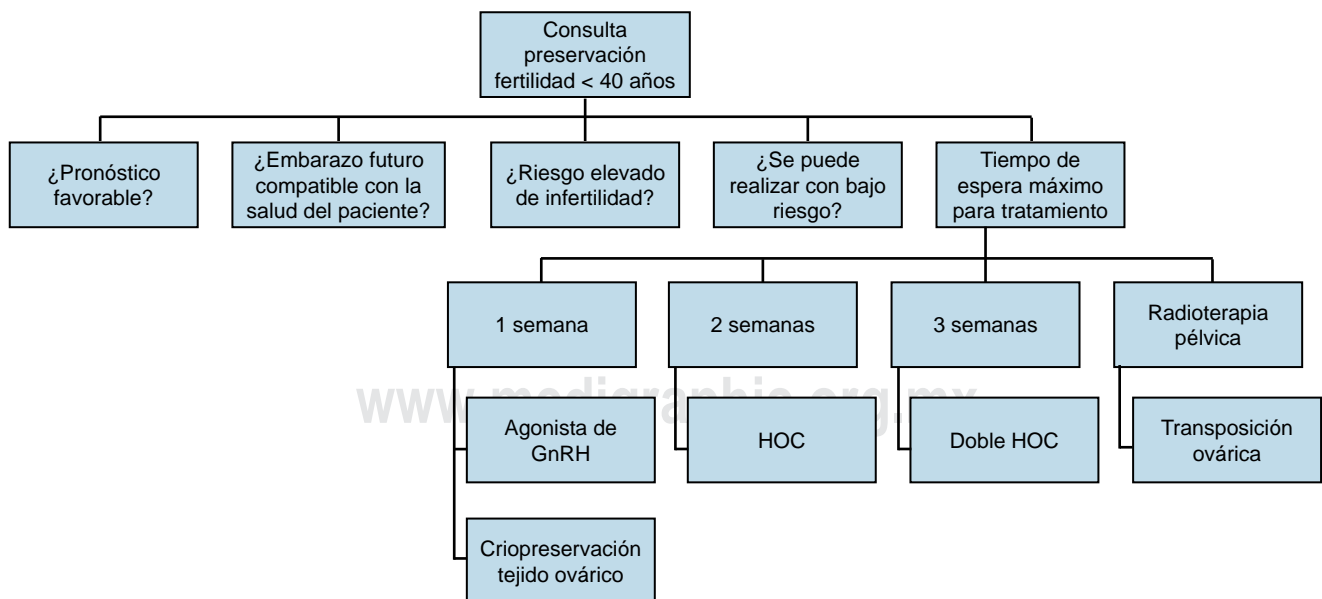 Consulta
preservación
fertilidad < 40 años
¿Pronóstico
favorable?
¿Embarazo futuro
compatible con la
salud del paciente?
¿Riesgo elevado
de infertilidad?
¿Se puede
realizar con bajo
riesgo?
Tiempo de
espera máximo
para tratamiento
1 semana
2 semanas
3 semanas
Radioterapia
pélvica
www.medigraphic.org.mx
Agonista de
GnRH
HOC
Doble HOC
Transposición
ovárica
Criopreservación
tejido ovárico